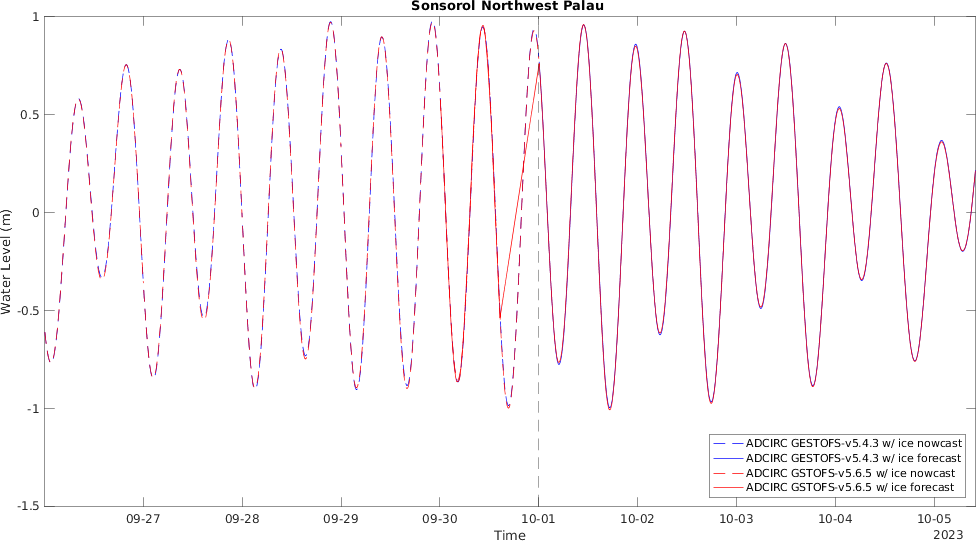 Sonsorol Northwest Palau
1
0.5
0
-0.5
-1
-1.5
Water Level (m)
09-27 09-28 09-29 09-30 10-01 10-02 10-03 10-04 10-05
Time
2023
ADCIRC GESTOFS-v5.4.3 w/ ice nowcast
ADCIRC GESTOFS-v5.4.3 w/ ice forecast
ADCIRC GSTOFS-v5.6.5 w/ ice nowcast
ADCIRC GSTOFS-v5.6.5 w/ ice forecast